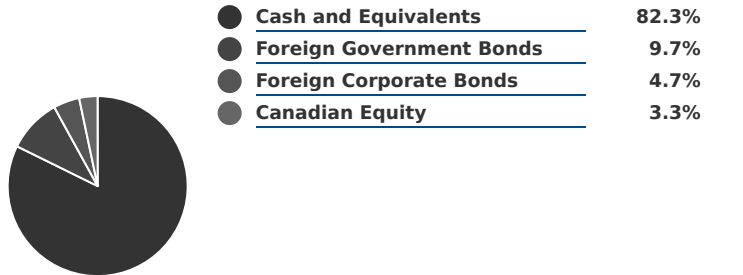 Cash and Equivalents 82.3%
Foreign Government Bonds 9.7%
Foreign Corporate Bonds 4.7%
Canadian Equity 3.3%